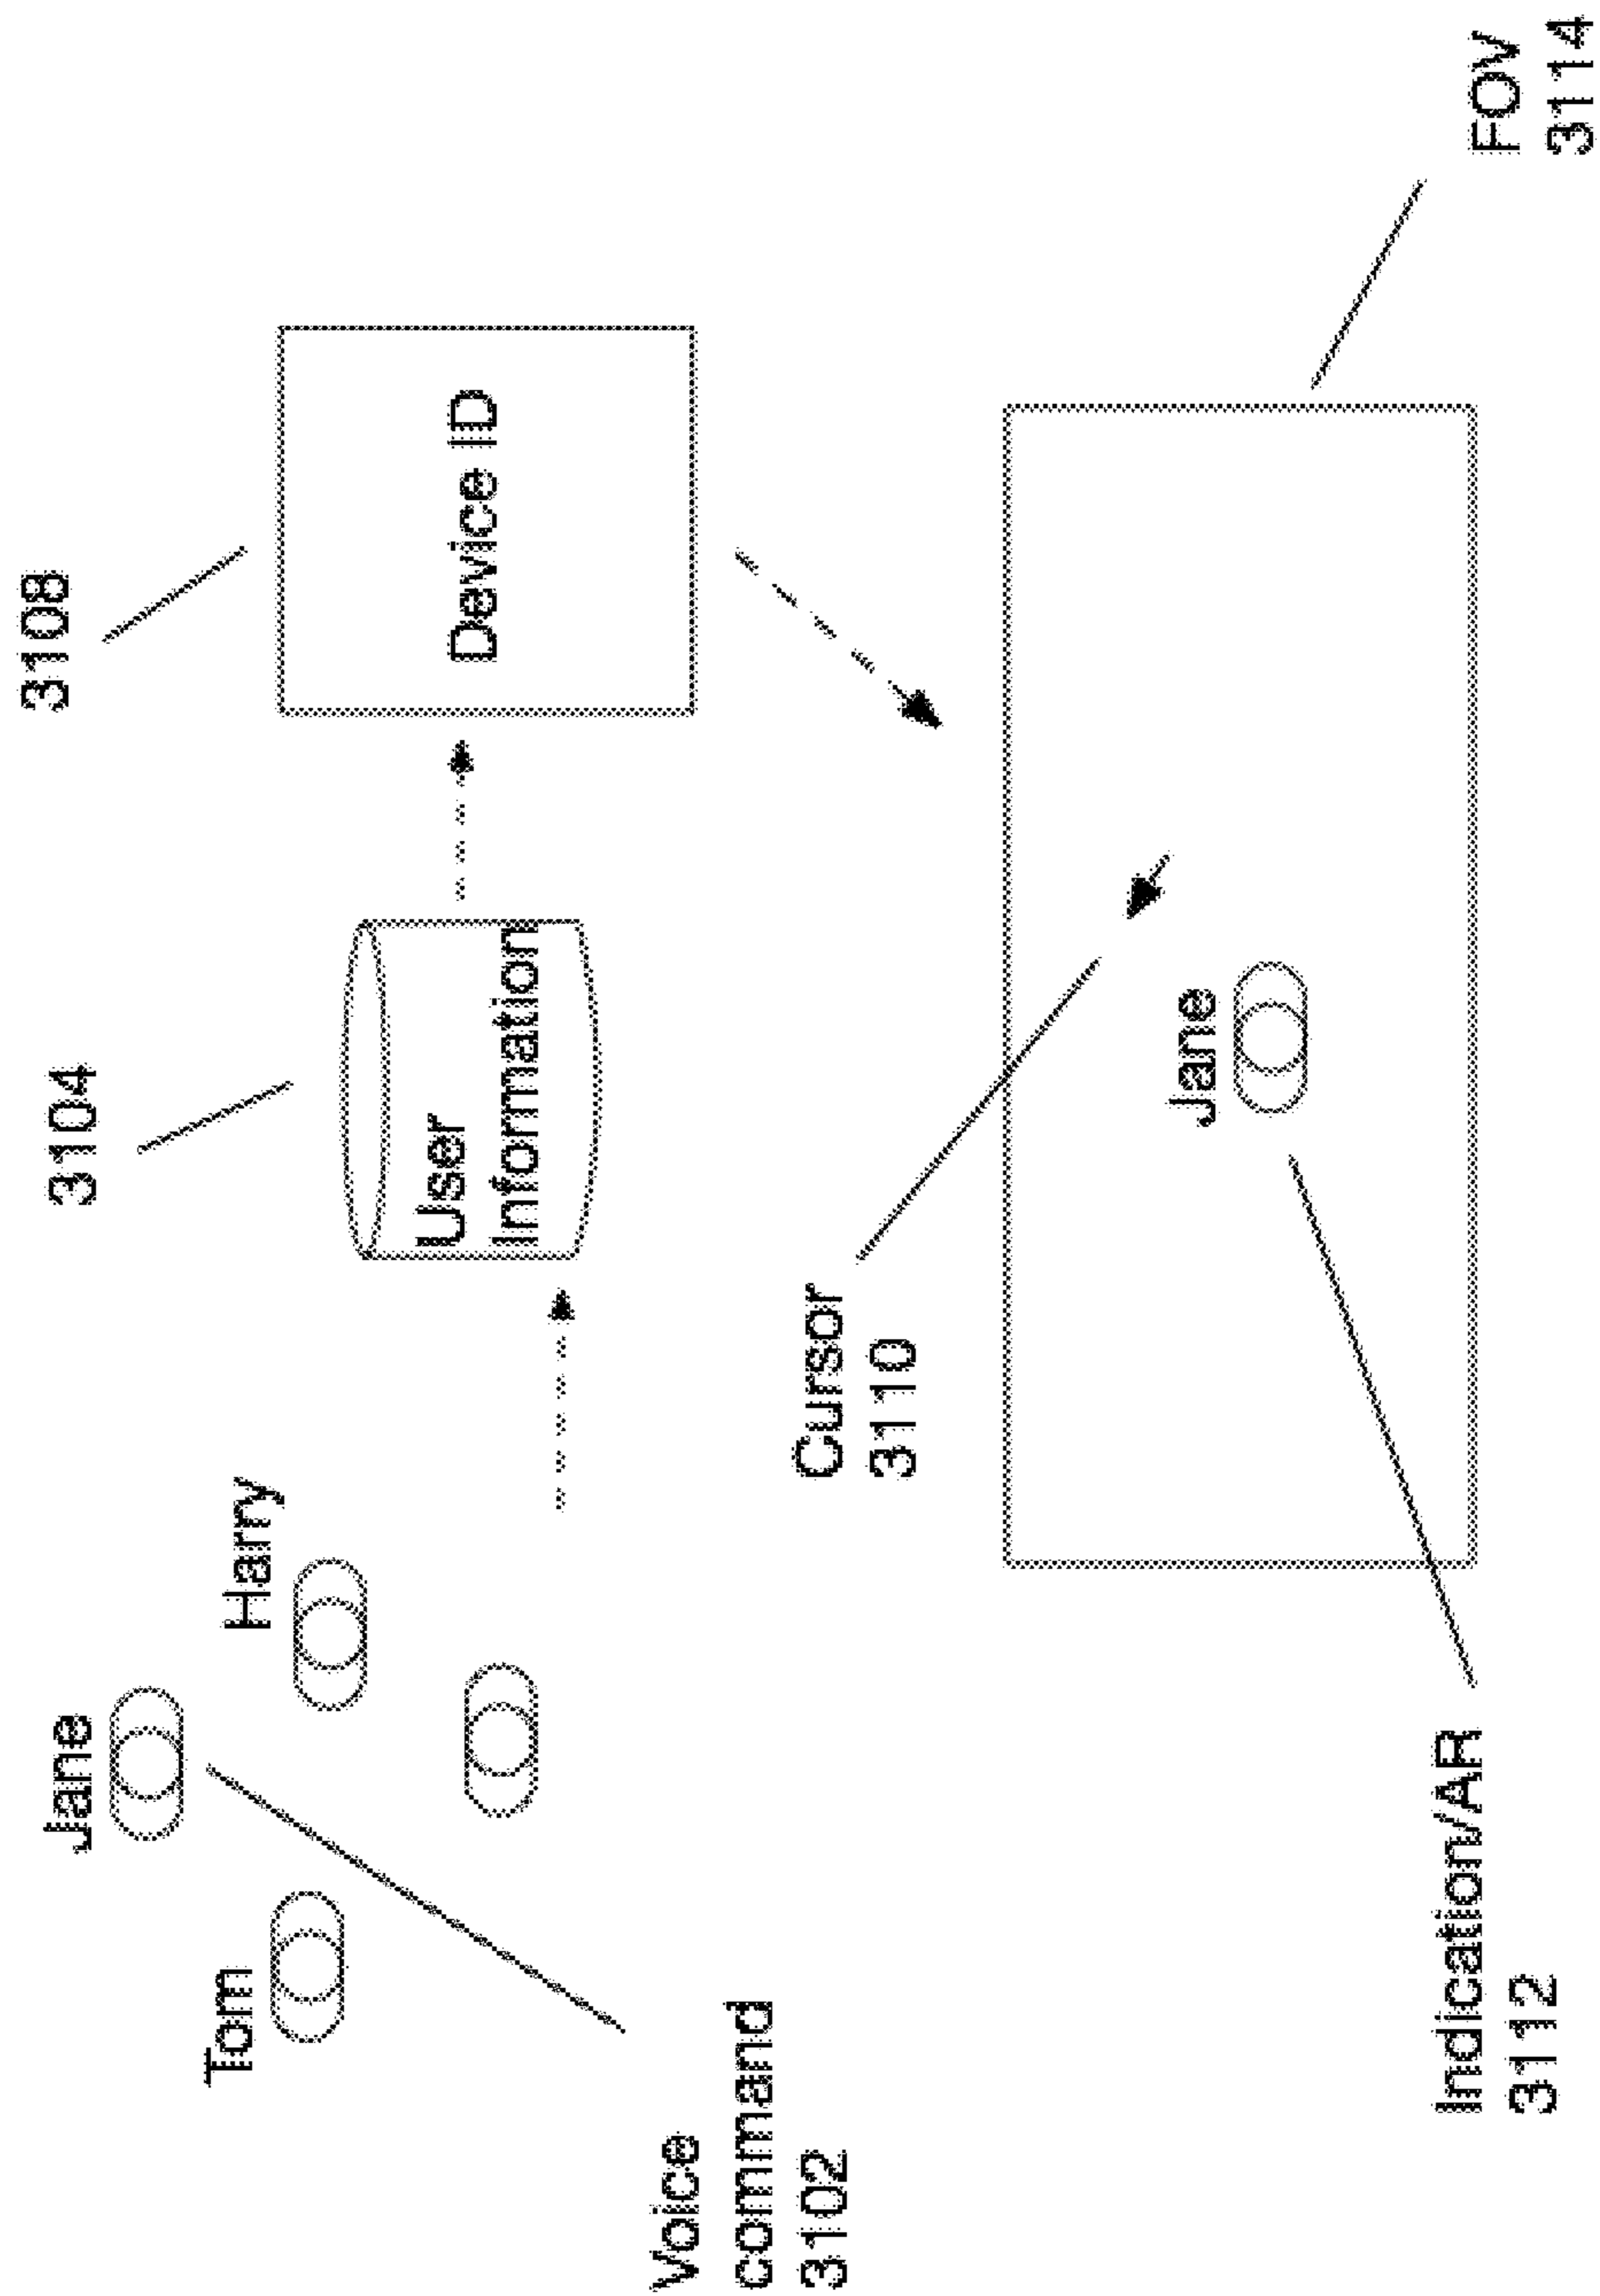 Jane
Tom
Harry
Voice
command
3102
3104
User
Information
3108
Device ID
Cursor
3110
Jane
Indication/AR
3112
FOV
3114